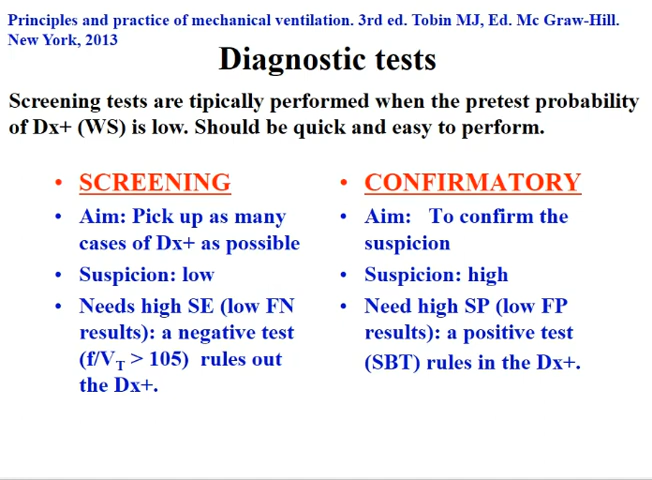 Principles and practice of mechanical ventilation. 3rd ed. Tobin MJ, Ed. Mc Graw-Hill.
New York, 2013
Diagnostic tests
Screening tests are tipically performed when the pretest probability
of Dx+ (WS) is low. Should be quick and easy to perform.
• SCREENING
• Aim: Pick up as many
cases of Dx+ as possible
• Suspicion: low
• Needs high SE (low FN
results): a negative test
(f/VT > 105) rules out
the Dx+.
• CONFIRMATORY
• Aim: To confirm the
suspicion
• Suspicion: high
• Need high SP (low FP
results): a positive test
(SBT) rules in the Dx+.